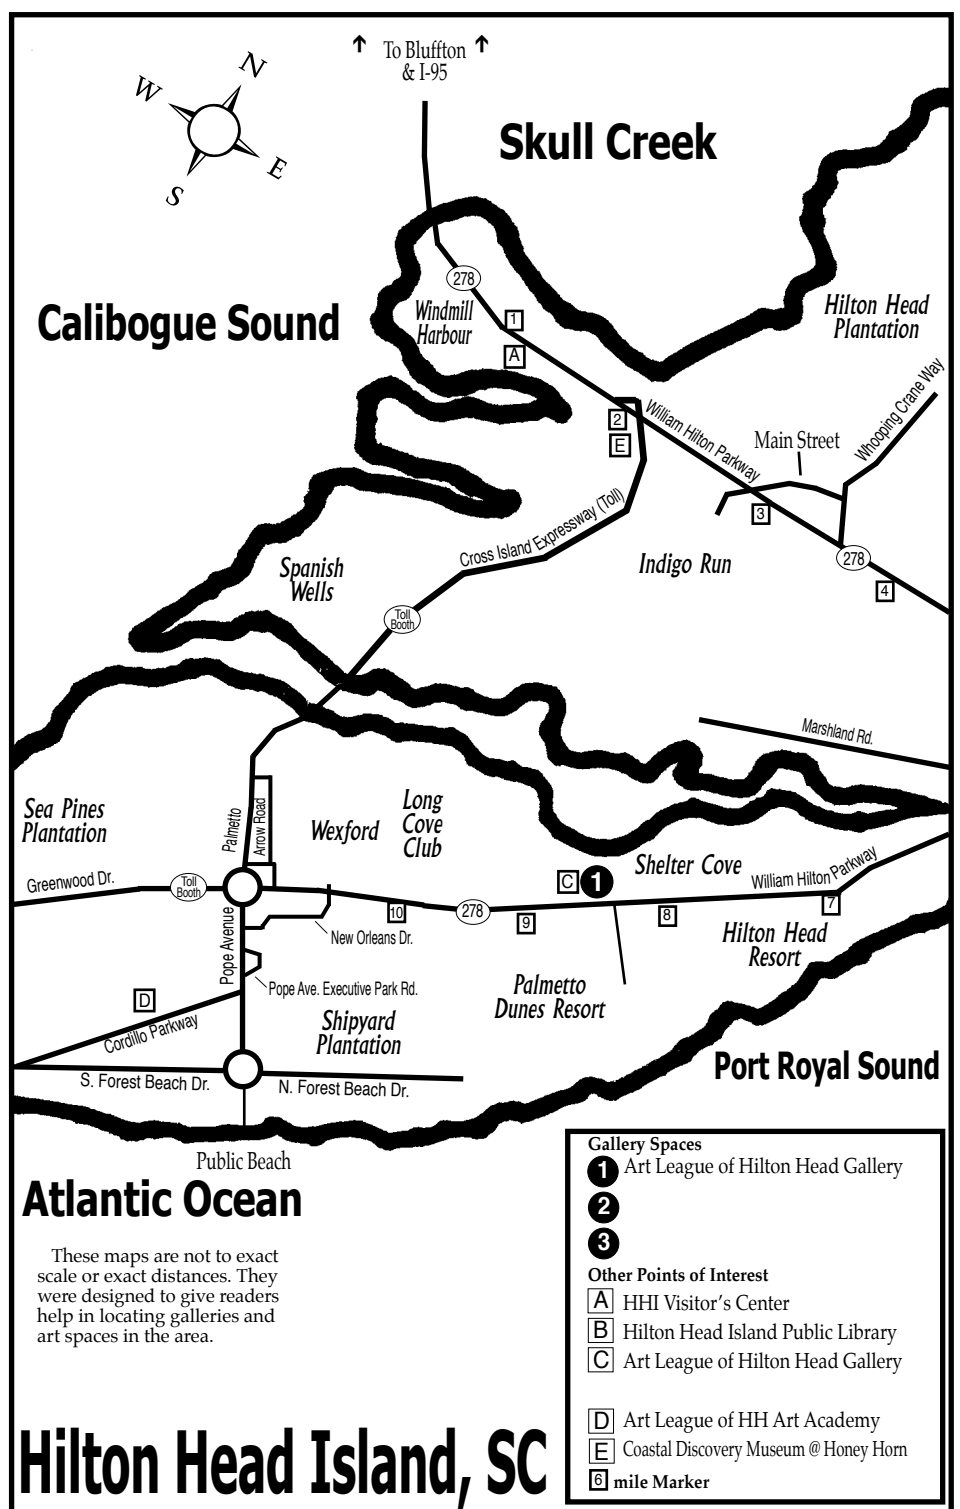 To Bluffton
& I-95
N
W
E
S
Skull Creek
278
Calibogue Sound
Windmill
Harbour
1
A
Hilton Head
Plantation
2
E
William Hilton Parkway
Main Street
Whooping Crane Way
3
Cross Island Expressway (Toll)
Indigo Run
278
4
Spanish
Wells
Toll
Booth
Marshland Rd.
Sea Pines
Plantation
Palmetto
Arrow Road
Wexford
Long
Cove
Club
Shelter Cove
William Hilton Parkway
Greenwood Dr.
Toll
Booth
C
1
10
278
9
8
7
Pope Avenue
New Orleans Dr.
Hilton Head
Resort
Pope Ave. Executive Park Rd.
Palmetto
Dunes Resort
D
Cordillo Parkway
Shipyard
Plantation
Port Royal Sound
S. Forest Beach Dr.
N. Forest Beach Dr.
Public Beach
Atlantic Ocean
These maps are not to exact
scale or exact distances. They
were designed to give readers
help in locating galleries and
art spaces in the area.
Hilton Head Island, SC
Gallery Spaces
1 Art League of Hilton Head Gallery
2
3
Other Points of Interest
A HHI Visitor's Center
B Hilton Head Island Public Library
C Art League of Hilton Head Gallery
D Art League of HH Art Academy
E Coastal Discovery Museum @ Honey Horn
6 mile Marker